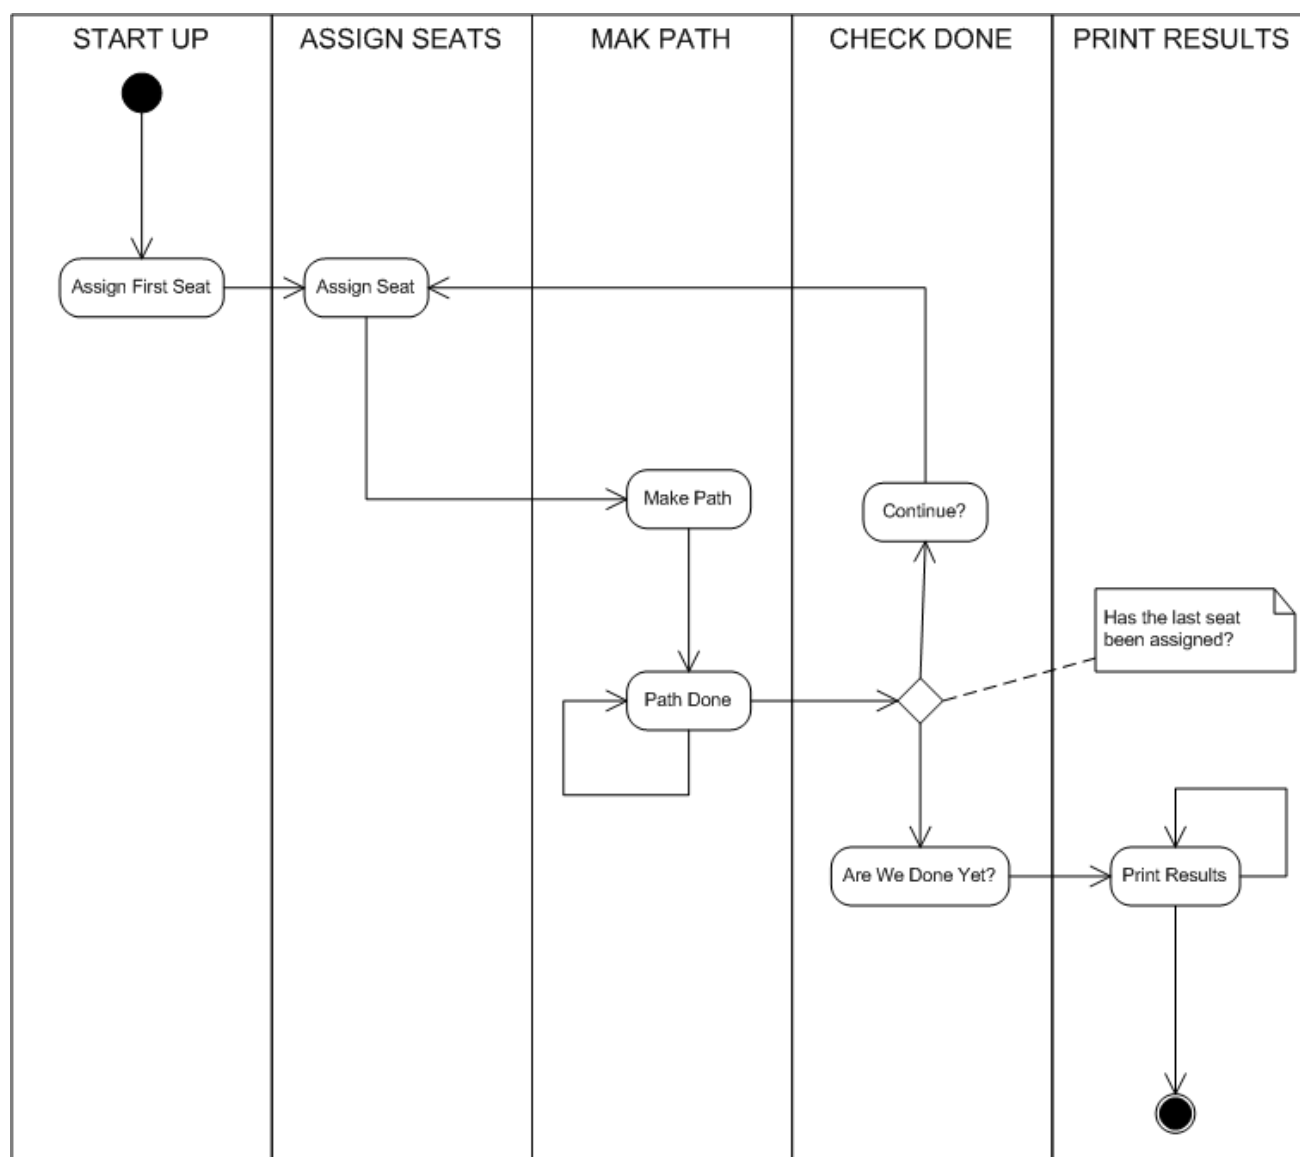 START UP
ASSIGN SEATS
MAK PATH
CHECK DONE
PRINT RESULTS
Assign First Seat
Assign Seat
Make Path
Continue?
Has the last seat
been assigned?
Path Done
Are We Done Yet?
Print Results